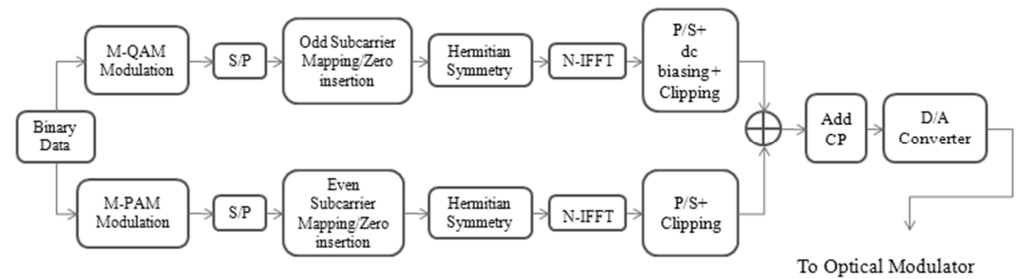 M-QAM
Modulation
S/P
Odd Subcarrier
Mapping/Zero
insertion
Hermitian
Symmetry
N-IFFT
P/S+
dc
biasing+
Clipping
Binary
Data
Add
CP
D/A
Converter
M-PAM
Modulation
S/P
Even
Subcarrier
Mapping/Zero
insertion
Hermitian
Symmetry
N-IFFT
P/S+
Clipping
To Optical Modulator